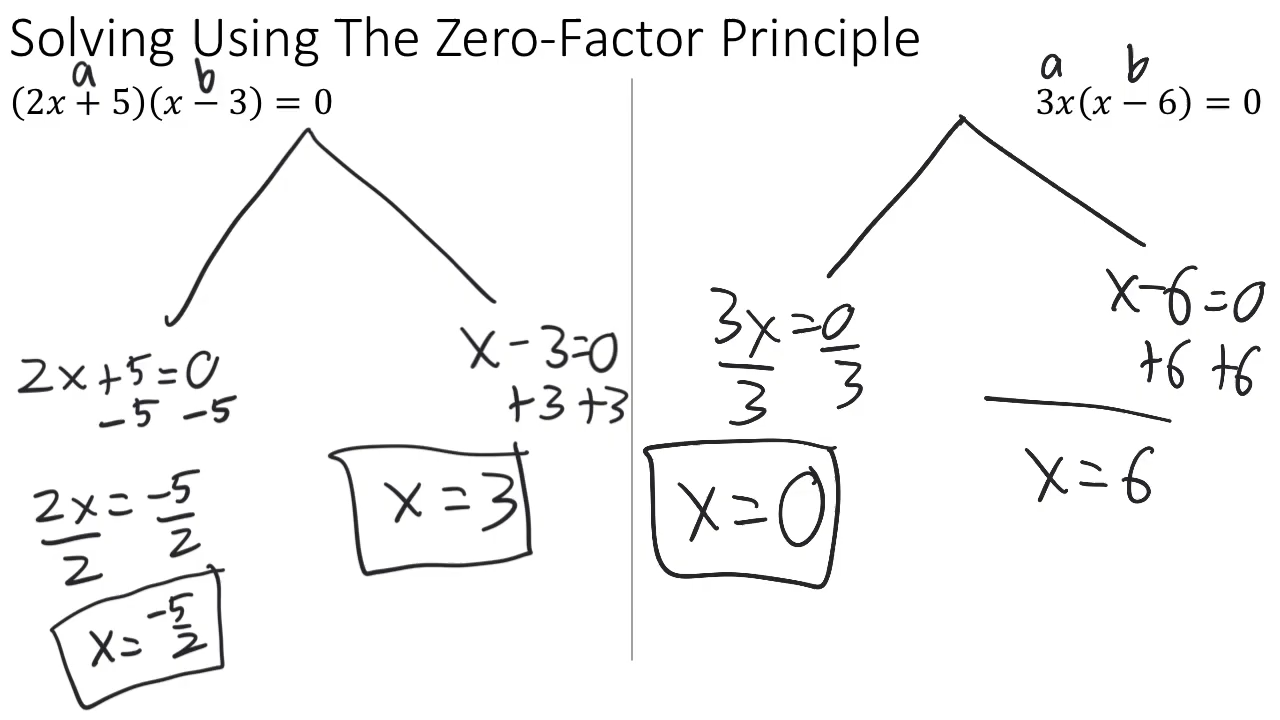 Solving Using The Zero-Factor Principle
a b
(2x + 5)(x − 3) = 0
2x+5=0
-5 -5
2x = -5
2 2
x = -5/2
x - 3=0
+3 +3
x = 3
a b
3x(x − 6) = 0
3x=0
3 3
x = 0
x-6=0
+6 +6
x = 6